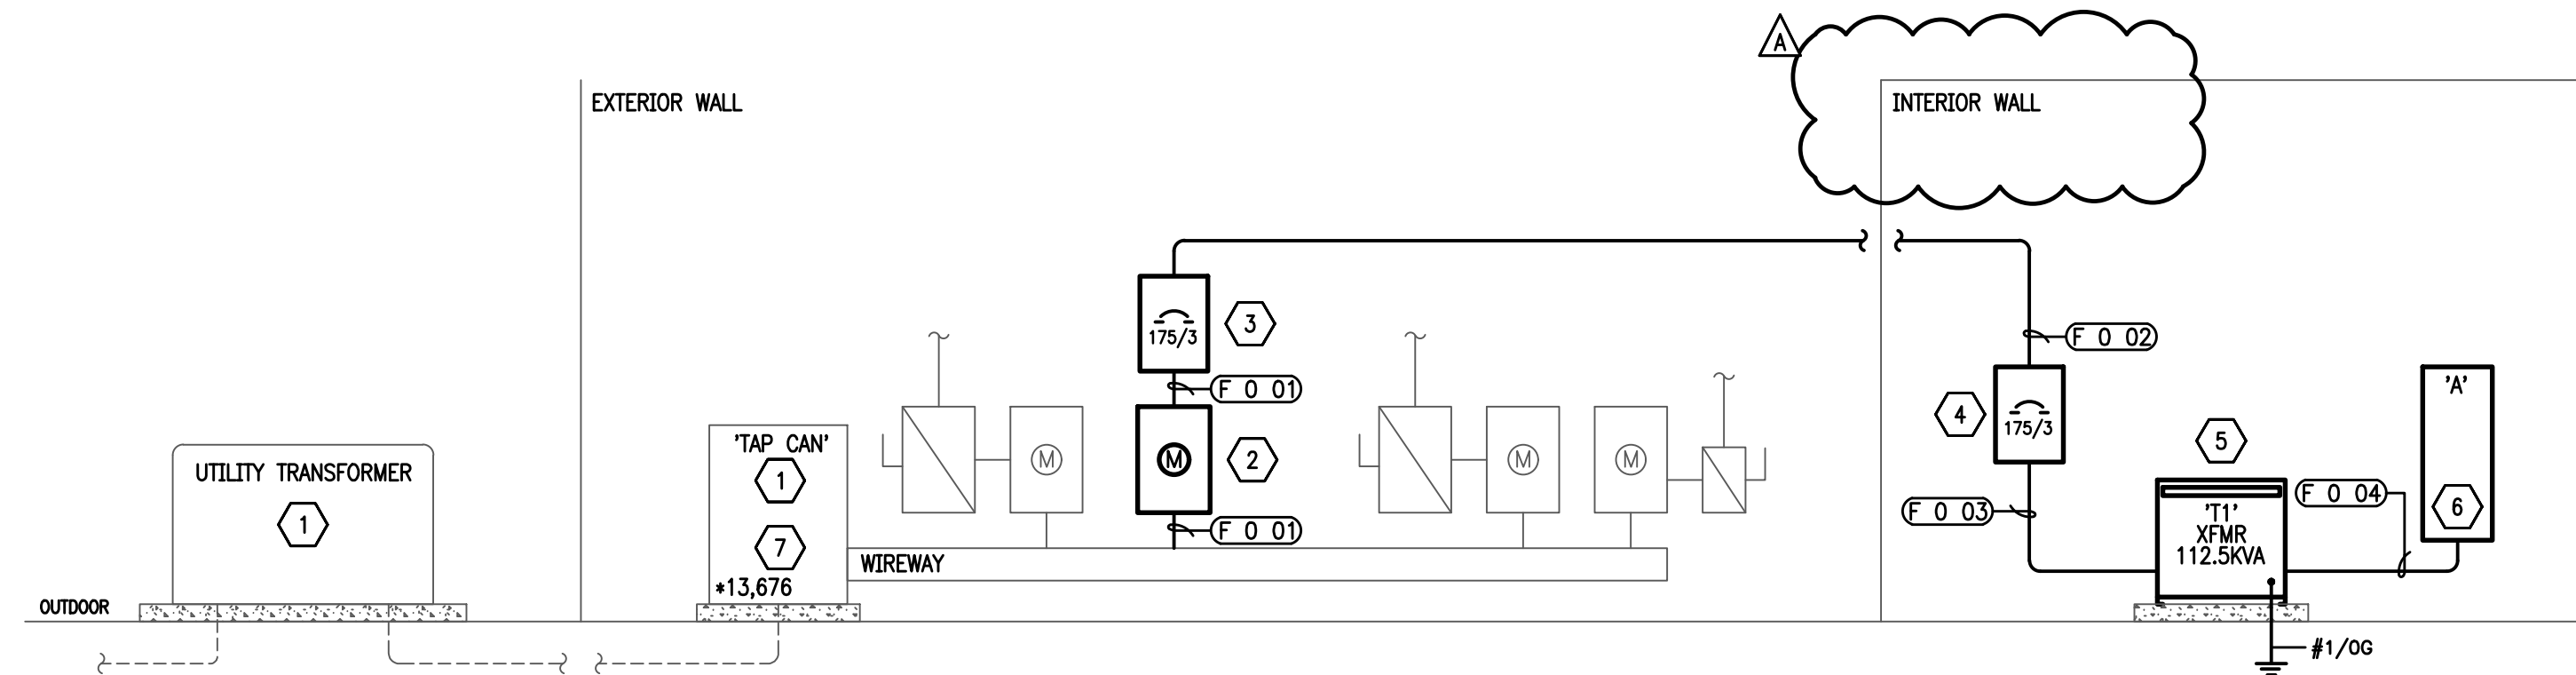 A
EXTERIOR WALL
INTERIOR WALL
175/3
3
F 0 01
F 0 02
'A'
4
175/3
UTILITY TRANSFORMER
1
'TAP CAN'
1
7
*13,676
M
M
2
M
M
5
F 0 01
F 0 03
'T1'
XFMR
112.5KVA
F 0 04
6
WIREWAY
OUTDOOR
#1/0G